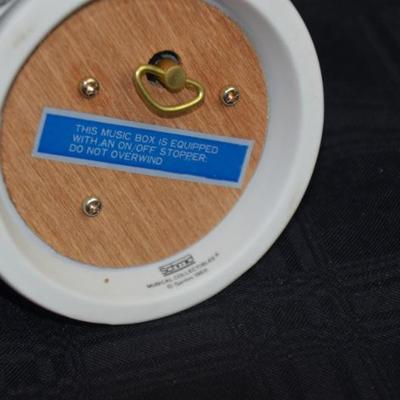 THIS MUSIC BOX IS EQUIPPED
WITH AN ON/OFF STOPPER.
DO NOT OVERWIND
Schmid
MUSICAL COLLECTIBLES
©